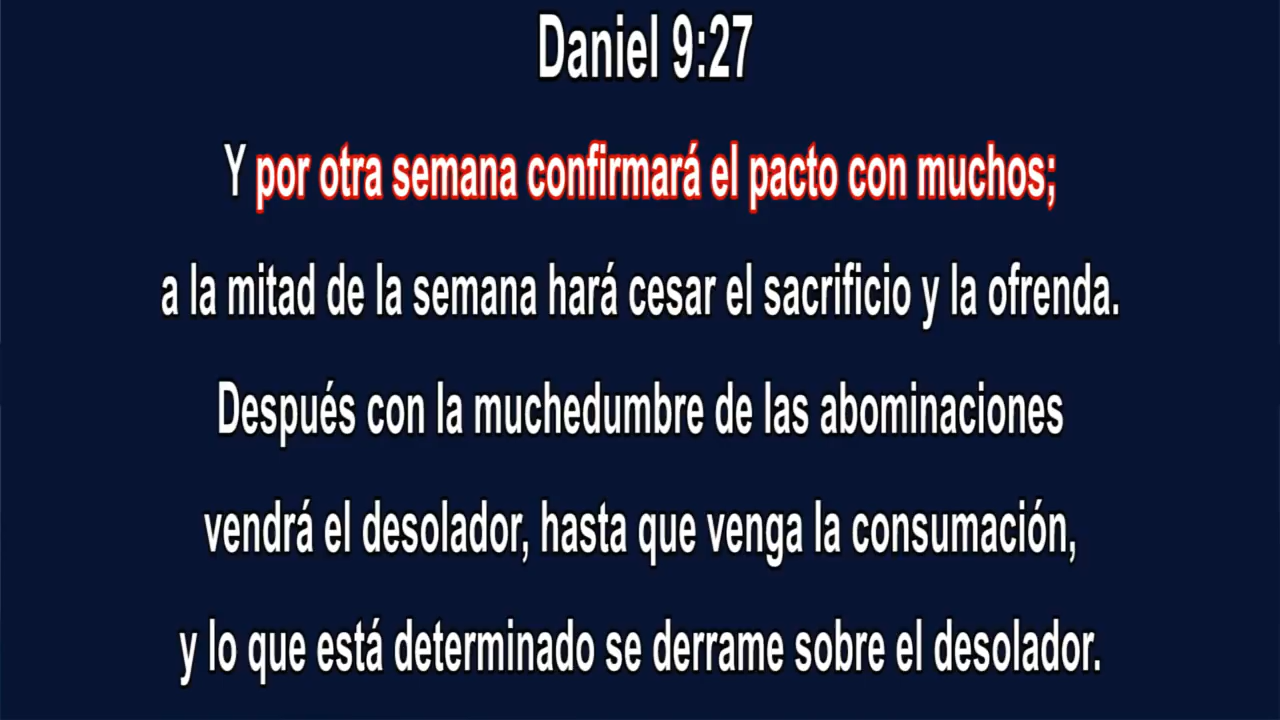 Daniel 9:27
Y por otra semana confirmará el pacto con muchos;
a la mitad de la semana hará cesar el sacrificio y la ofrenda.
Después con la muchedumbre de las abominaciones
vendrá el desolador, hasta que venga la consumación,
y lo que está determinado se derrame sobre el desolador.